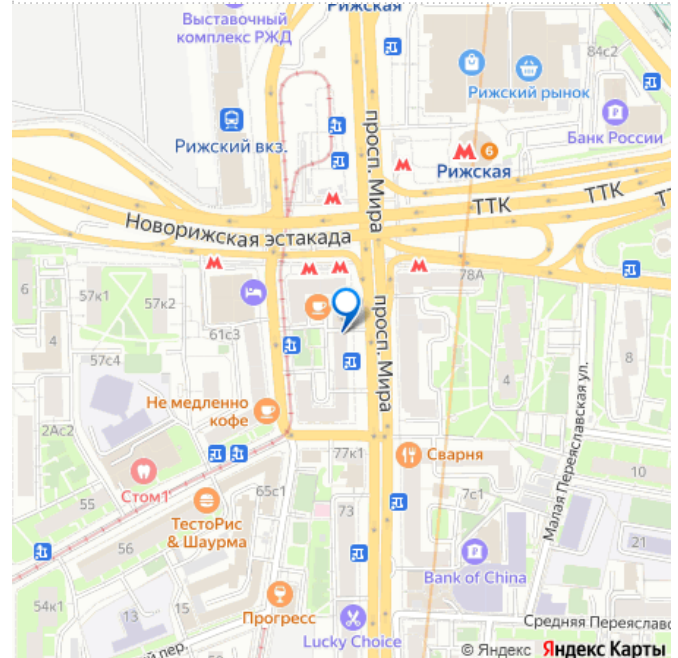 Выставочный
комплекс РЖД
Рижская
84с2
Рижский рынок
Банк России
Рижский вкз.
просп. Мира
6
Рижская
ТТК
ТТК
Новорижская эстакада
78А
6
57к1
57к2
61с3
просп. Мира
4
57с4
4
8
Не медленно
кофе
2Ас2
Малая Переяславская ул.
77к1
Сварня
10
Стом1
55
65с1
7с1
ТестоРис
& Шаурма
73
56
21
Bank of China
54к1
13
15
Прогресс
Lucky Choice
Средняя Переяславс
й пер.
© Яндекс Яндекс Карты